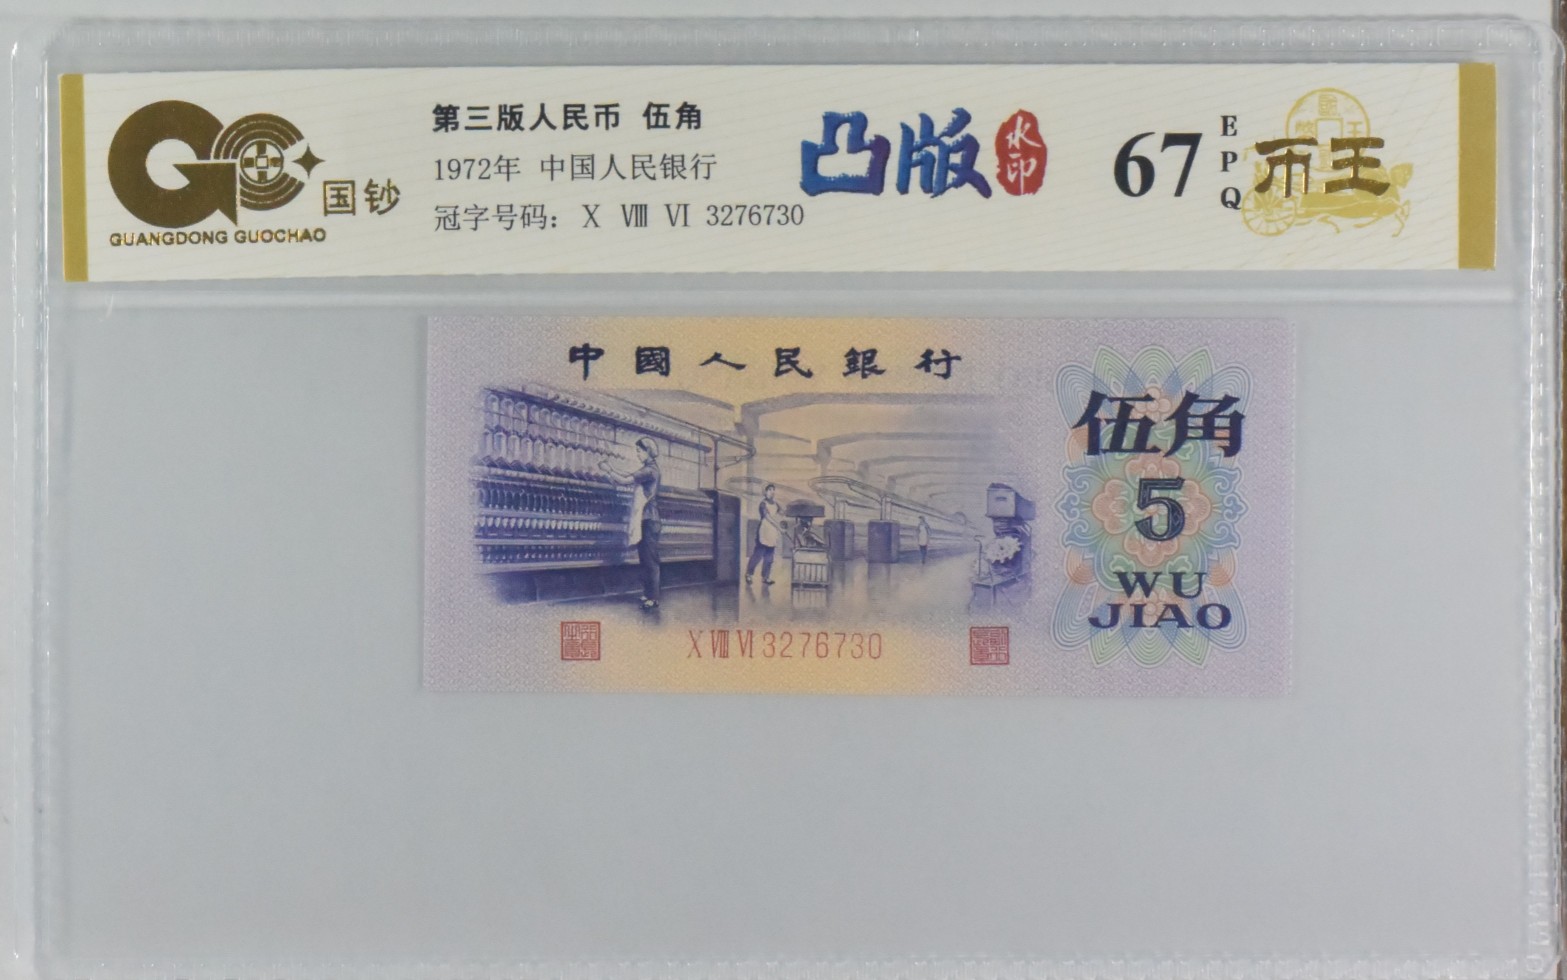 国钞
GUANGDONG GUOCHAO
第三版人民币 伍角
1972年 中国人民银行
冠字号码: X Ⅷ Ⅵ 3276730
凸版
水印
67
EPQ
币王
中國人民銀行
伍角
5
WU
JIAO
X Ⅷ Ⅵ 3276730